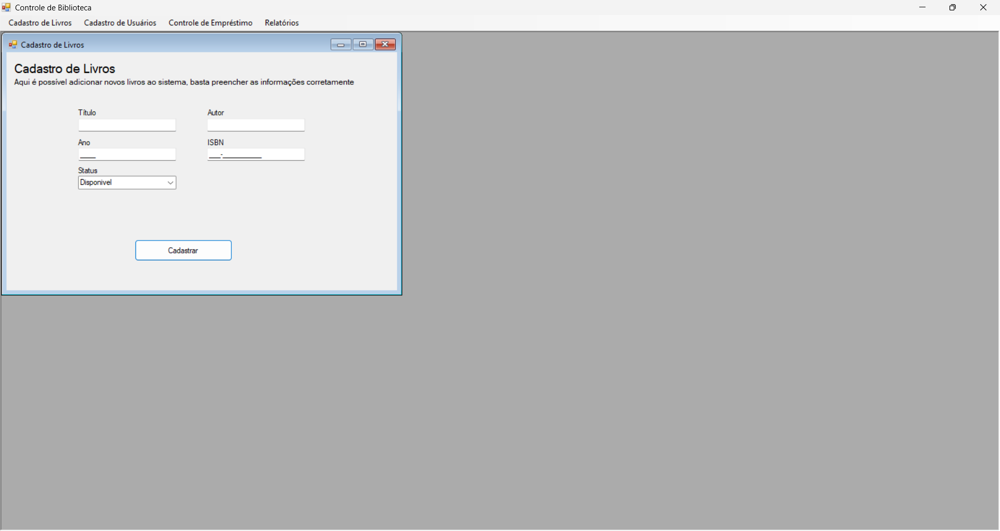 Controle de Biblioteca
Cadastro de Livros Cadastro de Usuários Controle de Empréstimo Relatórios
Cadastro de Livros
Cadastro de Livros
Aqui é possível adicionar novos livros ao sistema, basta preencher as informações corretamente
Título Autor
Ano ISBN
____ ___-__________
Status
Disponivel
Cadastrar